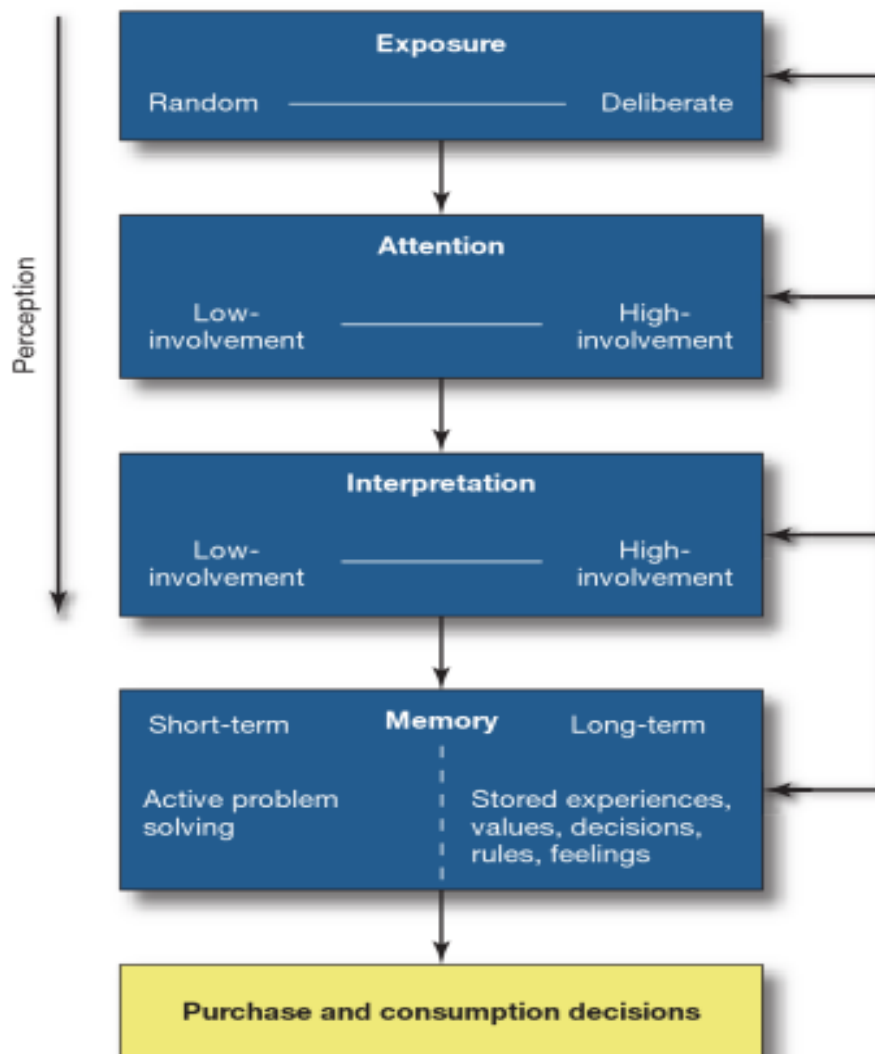 Perception
Exposure
Random Deliberate
Attention
Low- High-
involvement involvement
Interpretation
Low- High-
involvement involvement
Short-term Memory Long-term
Active problem Stored experiences,
solving values, decisions,
rules, feelings
Purchase and consumption decisions